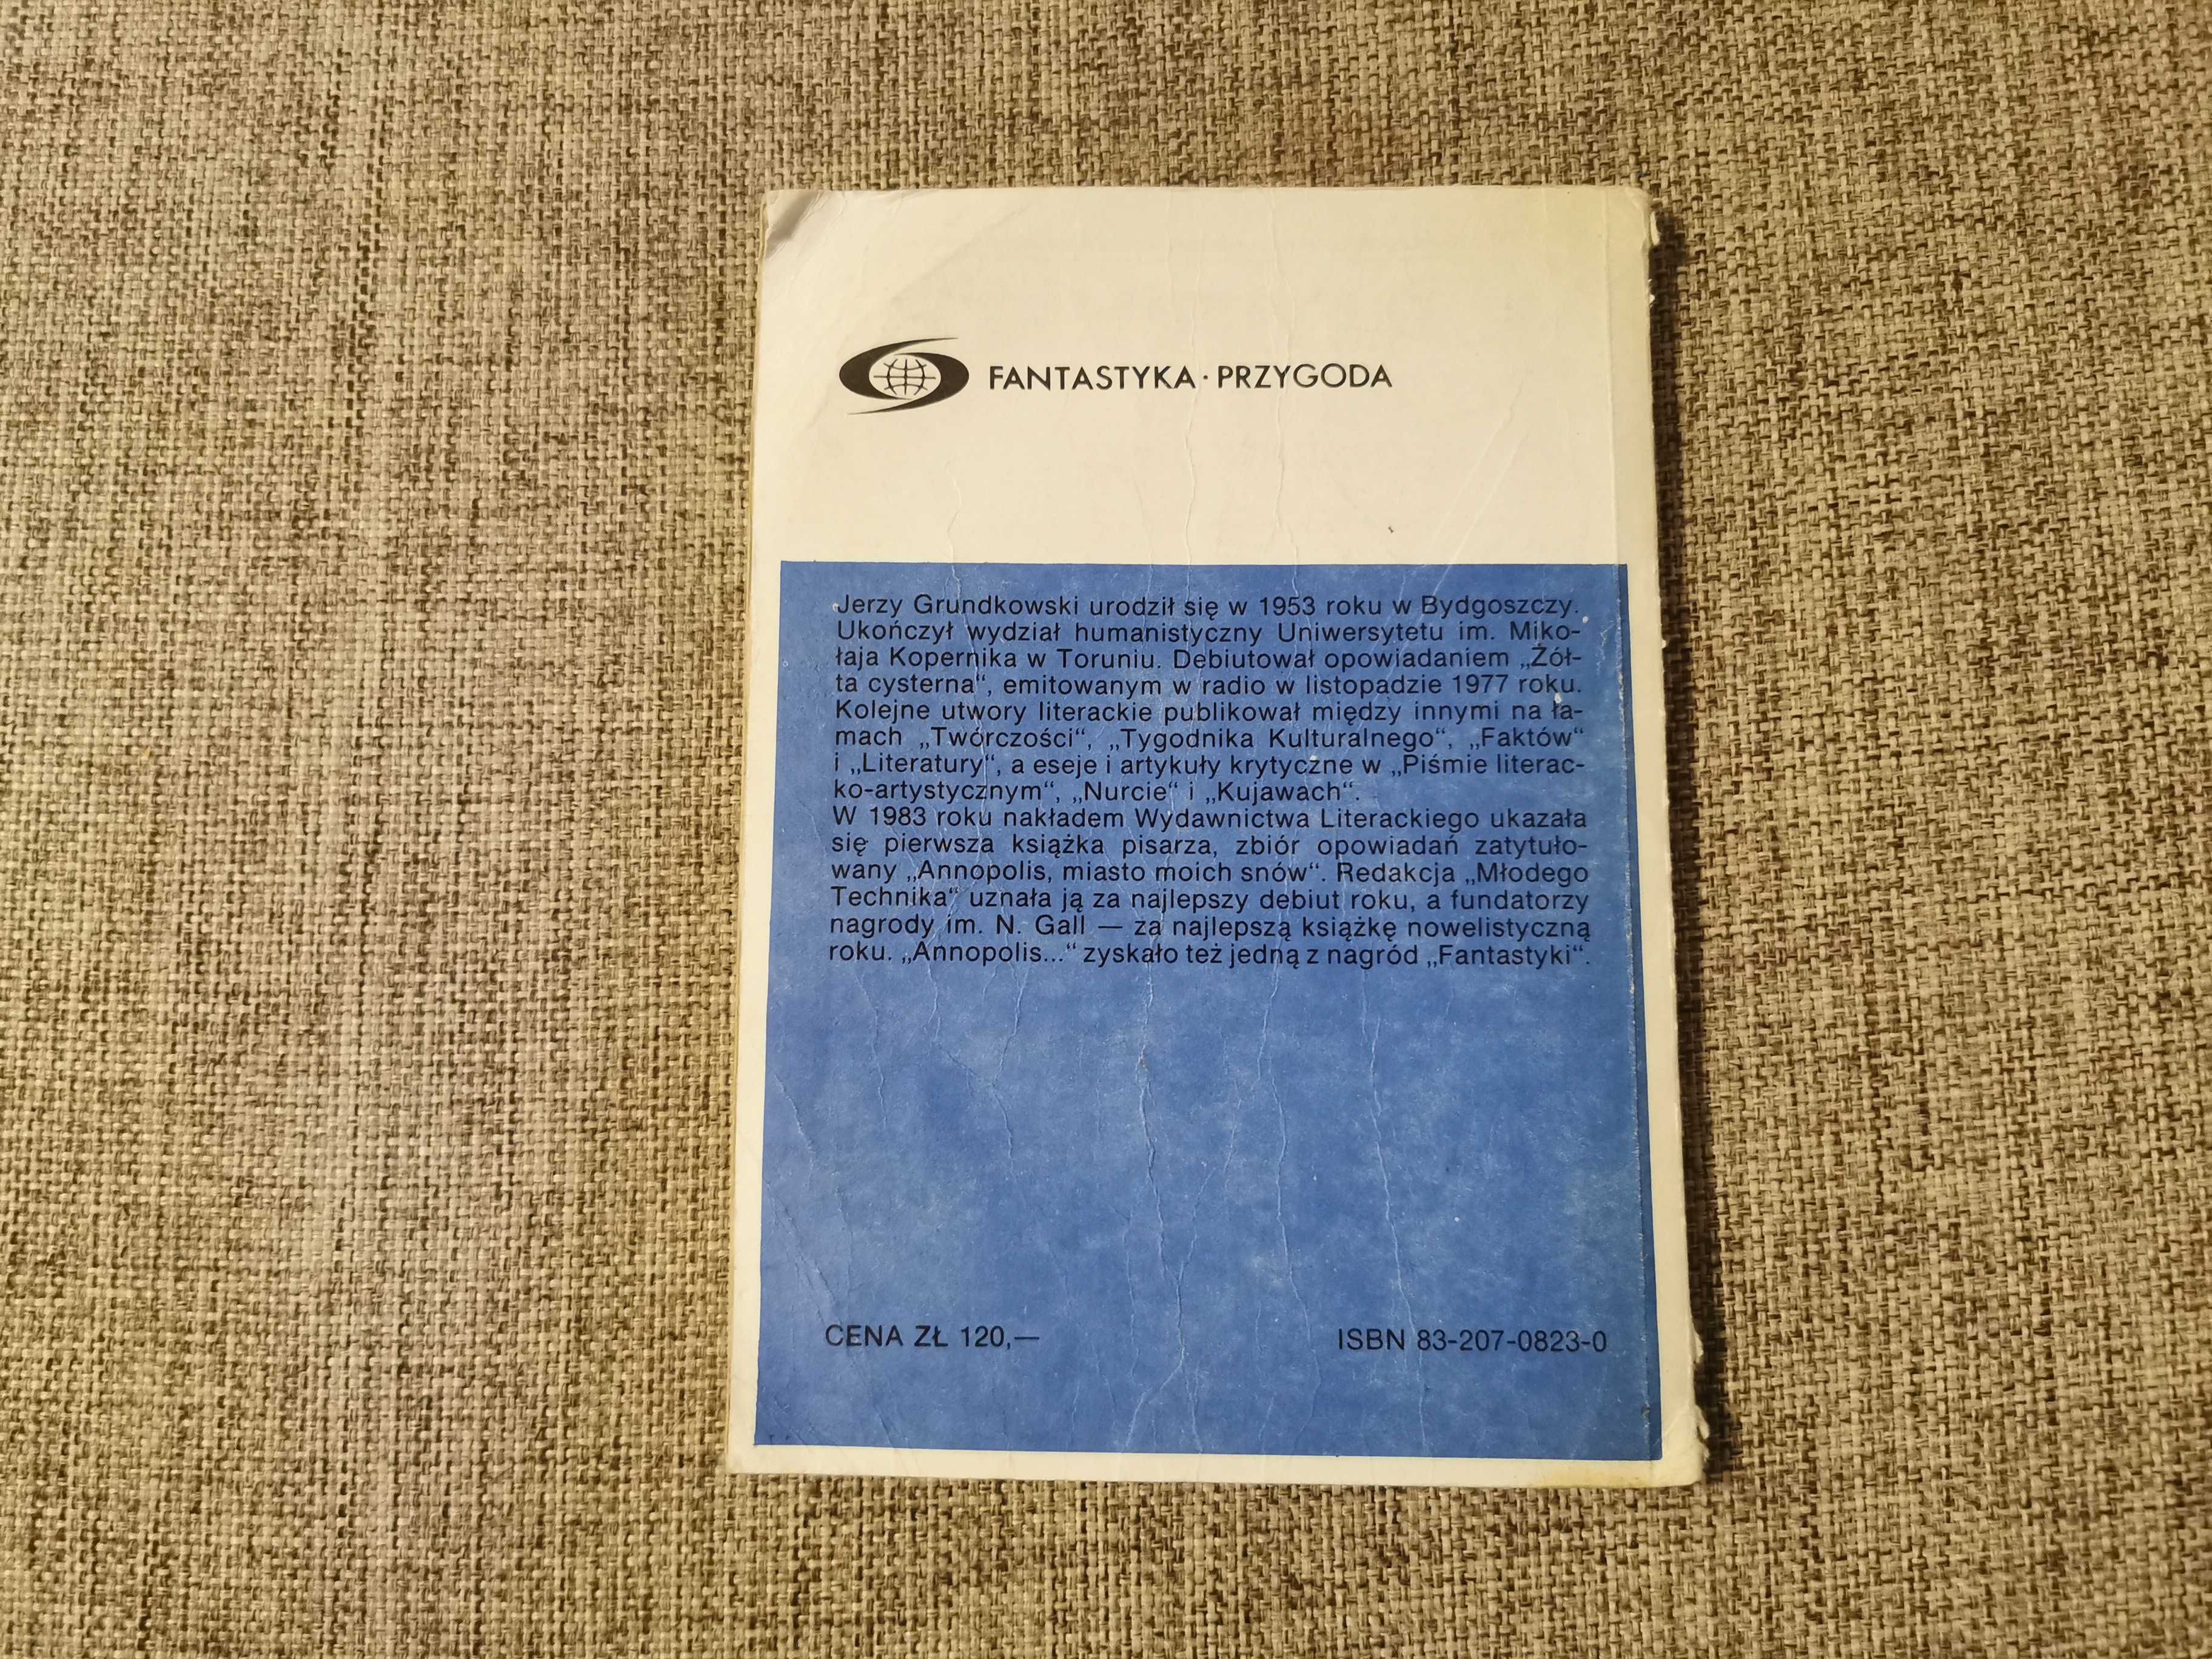 FANTASTYKA · PRZYGODA
Jerzy Grundkowski urodził się w 1953 roku w Bydgoszczy.
Ukończył wydział humanistyczny Uniwersytetu im. Miko-
łaja Kopernika w Toruniu. Debiutował opowiadaniem „Żół-
ta cysterna“, emitowanym w radio w listopadzie 1977 roku.
Kolejne utwory literackie publikował między innymi na ła-
mach „Twórczości“, „Tygodnika Kulturalnego“, „Faktów“
i „Literatury“, a eseje i artykuły krytyczne w „Piśmie literac-
ko-artystycznym“, „Nurcie“ i „Kujawach“.
W 1983 roku nakładem Wydawnictwa Literackiego ukazała
się pierwsza książka pisarza, zbiór opowiadań zatytuło-
wany „Annopolis, miasto moich snów“. Redakcja „Młodego
Technika“ uznała ją za najlepszy debiut roku, a fundatorzy
nagrody im. N. Gall — za najlepszą książkę nowelistyczną
roku. „Annopolis...“ zyskało też jedną z nagród „Fantastyki“.
CENA ZŁ 120,— ISBN 83-207-0823-0